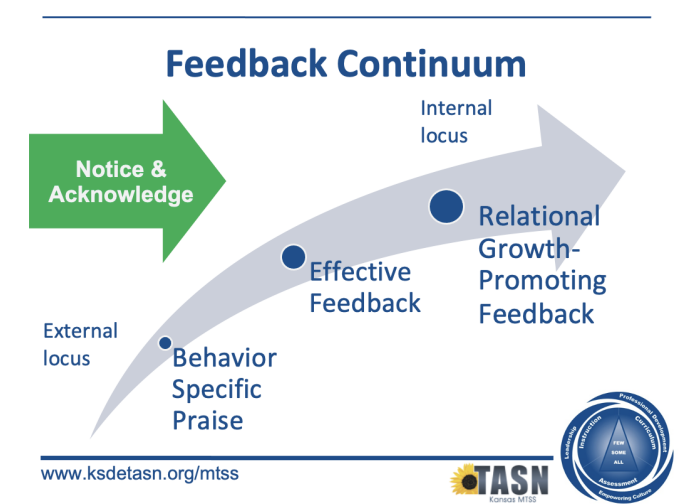 Feedback Continuum
Internal
locus
Notice &
Acknowledge
Relational
Growth-
Promoting
Feedback
Effective
Feedback
External
locus
Behavior
Specific
Praise
Professional Development
Leadership
Instruction
Curriculum
FEW
SOME
ALL
Assessment
Empowering Culture
www.ksdetasn.org/mtss
TASN
Kansas MTSS